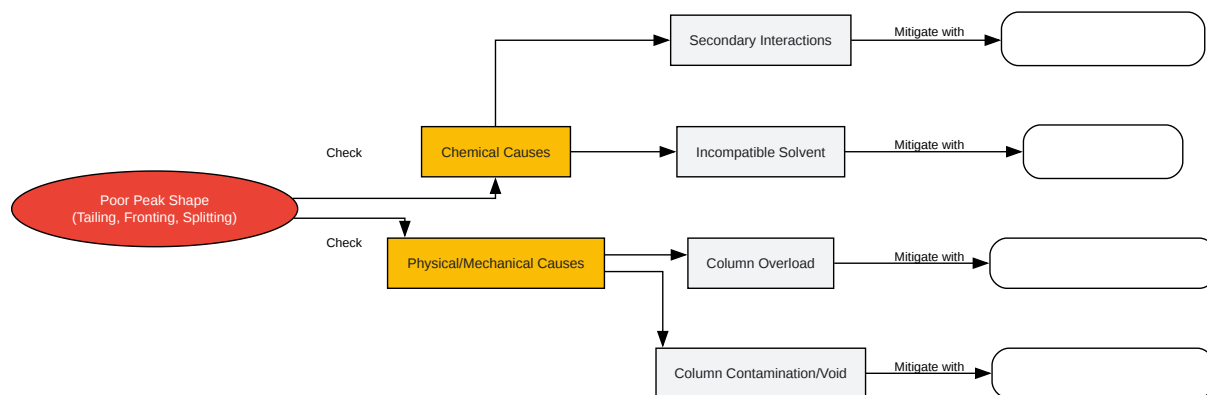 Secondary Interactions
Mitigate with
Check
Chemical Causes
Incompatible Solvent
Mitigate with
Poor Peak Shape
(Tailing, Fronting, Splitting)
Check
Physical/Mechanical Causes
Column Overload
Mitigate with
Column Contamination/Void
Mitigate with